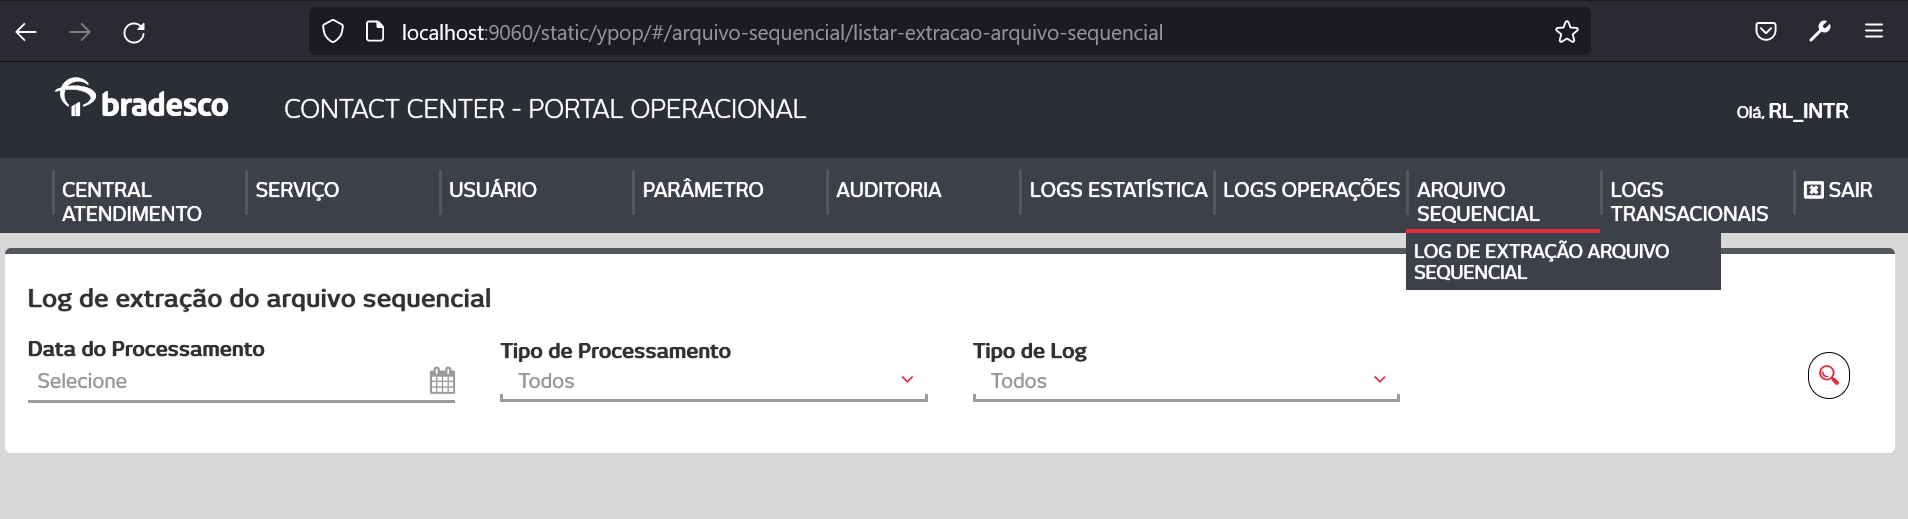 localhost:9060/static/ypop/#/arquivo-sequencial/listar-extracao-arquivo-sequencial
bradesco
CONTACT CENTER - PORTAL OPERACIONAL
Olá, RL_INTR
CENTRAL
ATENDIMENTO
SERVIÇO
USUÁRIO
PARÂMETRO
AUDITORIA
LOGS ESTATÍSTICA
LOGS OPERAÇÕES
ARQUIVO
SEQUENCIAL
LOGS
TRANSACIONAIS
SAIR
LOG DE EXTRAÇÃO ARQUIVO
SEQUENCIAL
Log de extração do arquivo sequencial
Data do Processamento
Selecione
Tipo de Processamento
Todos
Tipo de Log
Todos